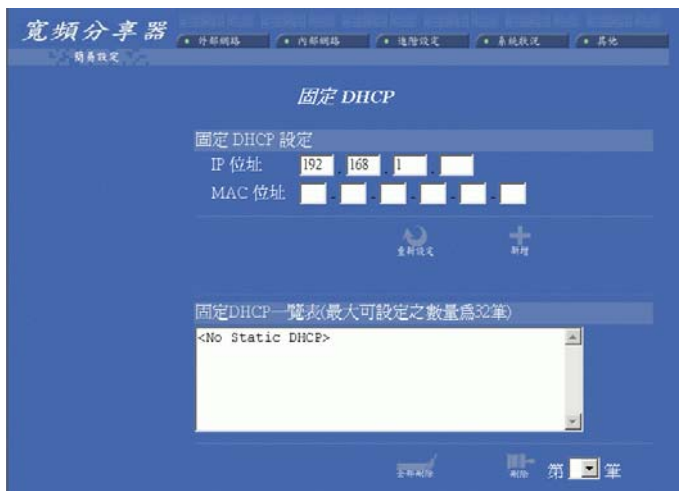 寬頻分享器
外部網路 內部網路 進階設定 系統狀況 其他
簡易設定
固定 DHCP
固定 DHCP 設定
IP 位址 192 . 168 . 1 .
MAC 位址 - - - - -
重新設定 新增
固定DHCP一覽表(最大可設定之數量為32筆)
<No Static DHCP>
全部刪除 刪除 第 筆